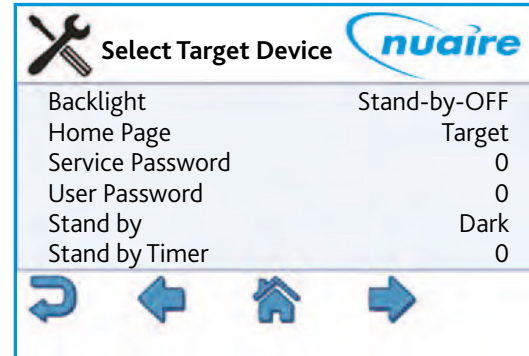 Select Target Device
nuaire
Backlight Stand-by-OFF
Home Page Target
Service Password 0
User Password 0
Stand by Dark
Stand by Timer 0